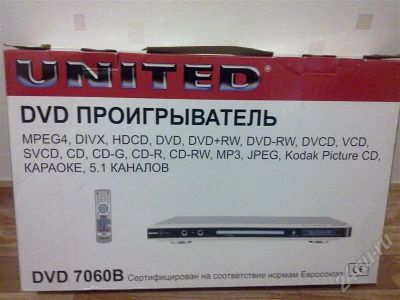 UNITED®
DVD ПРОИГРЫВАТЕЛЬ
MPEG4, DIVX, HDCD, DVD, DVD+RW, DVD-RW, DVCD, VCD,
SVCD, CD, CD-G, CD-R, CD-RW, MP3, JPEG, Kodak Picture CD,
КАРАОКЕ, 5.1 КАНАЛОВ
DVD 7060B Сертифицирован на соответствие нормам Евросоюза CE